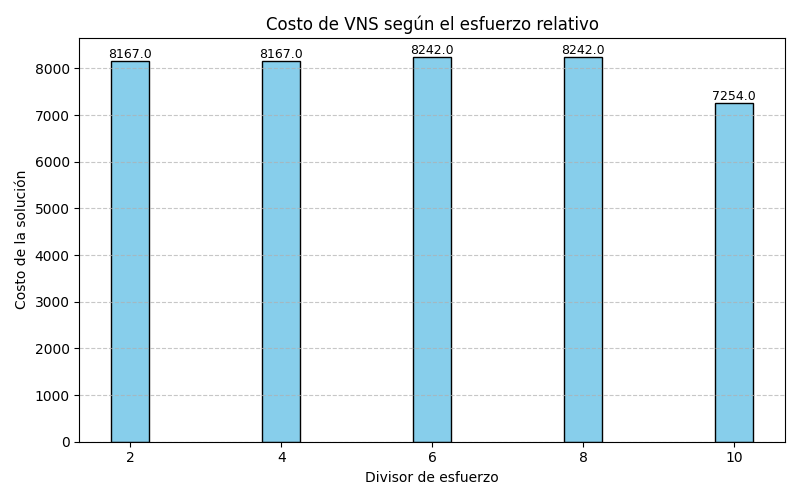 Costo de VNS según el esfuerzo relativo
8167.0 8167.0 8242.0 8242.0 7254.0
8000
7000
6000
5000
4000
3000
2000
1000
0
Costo de la solución
2 4 6 8 10
Divisor de esfuerzo